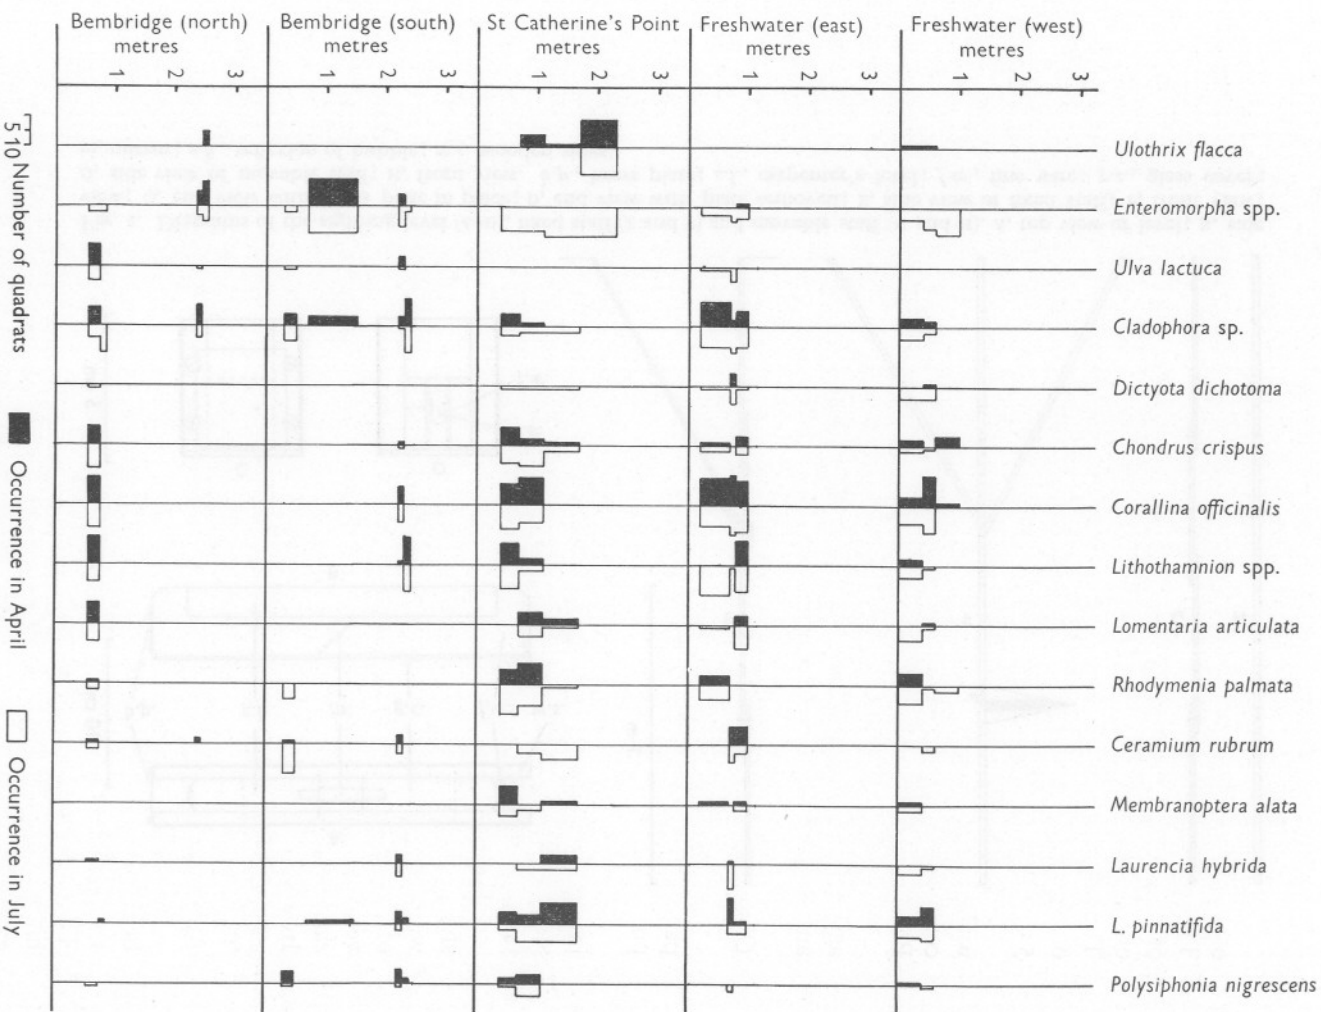 Bembridge (north)
metres
Bembridge (south)
metres
St Catherine's Point
metres
Freshwater (east)
metres
Freshwater (west)
metres
1 2 3
1 2 3
1 2 3
1 2 3
1 2 3
Ulothrix flacca
Enteromorpha spp.
Ulva lactuca
Cladophora sp.
Dictyota dichotoma
Chondrus crispus
Corallina officinalis
Lithothamnion spp.
Lomentaria articulata
Rhodymenia palmata
Ceramium rubrum
Membranoptera alata
Laurencia hybrida
L. pinnatifida
Polysiphonia nigrescens
5 10 Number of quadrats
Occurrence in April
Occurrence in July